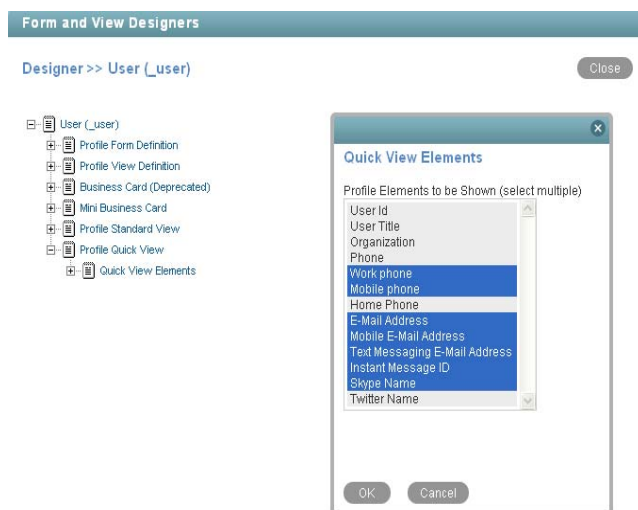 Form and View Designers
Designer >> User (_user)
Close
User (_user)
Profile Form Definition
Profile View Definition
Business Card (Deprecated)
Mini Business Card
Profile Standard View
Profile Quick View
Quick View Elements
Quick View Elements
Profile Elements to be Shown (select multiple)
User Id
User Title
Organization
Phone
Work phone
Mobile phone
Home Phone
E-Mail Address
Mobile E-Mail Address
Text Messaging E-Mail Address
Instant Message ID
Skype Name
Twitter Name
OK
Cancel